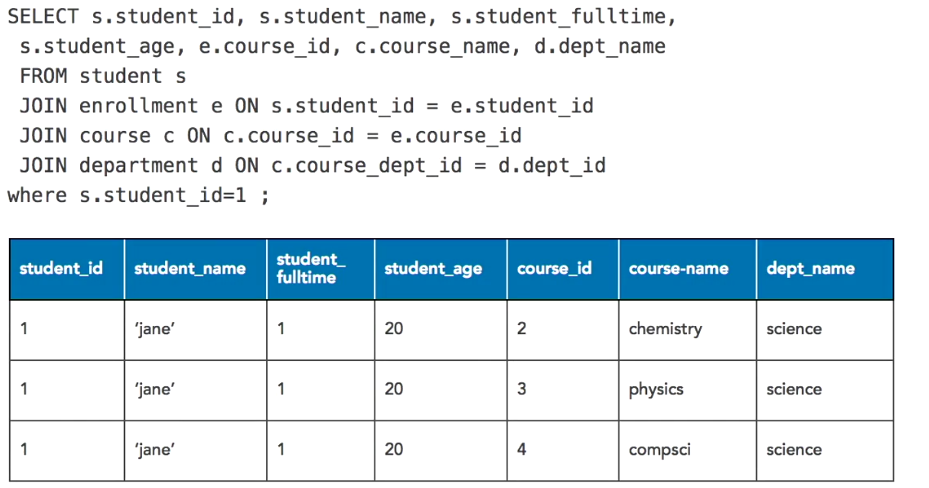 SELECT s.student_id, s.student_name, s.student_fulltime,
s.student_age, e.course_id, c.course_name, d.dept_name
FROM student s
JOIN enrollment e ON s.student_id = e.student_id
JOIN course c ON c.course_id = e.course_id
JOIN department d ON c.course_dept_id = d.dept_id
where s.student_id=1 ;
student_id student_name student_fulltime student_age course_id course-name dept_name
1 ‘jane’ 1 20 2 chemistry science
1 ‘jane’ 1 20 3 physics science
1 ‘jane’ 1 20 4 compsci science